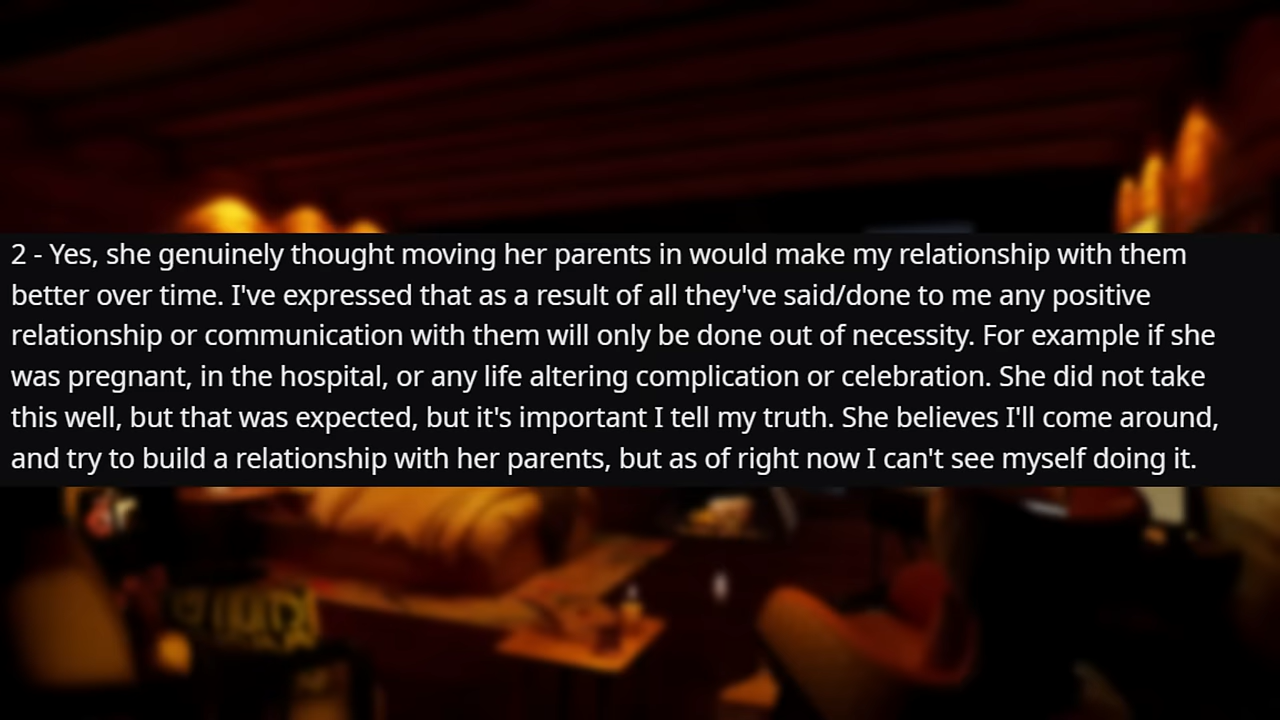 2 - Yes, she genuinely thought moving her parents in would make my relationship with them
better over time. I've expressed that as a result of all they've said/done to me any positive
relationship or communication with them will only be done out of necessity. For example if she
was pregnant, in the hospital, or any life altering complication or celebration. She did not take
this well, but that was expected, but it's important I tell my truth. She believes I'll come around,
and try to build a relationship with her parents, but as of right now I can't see myself doing it.